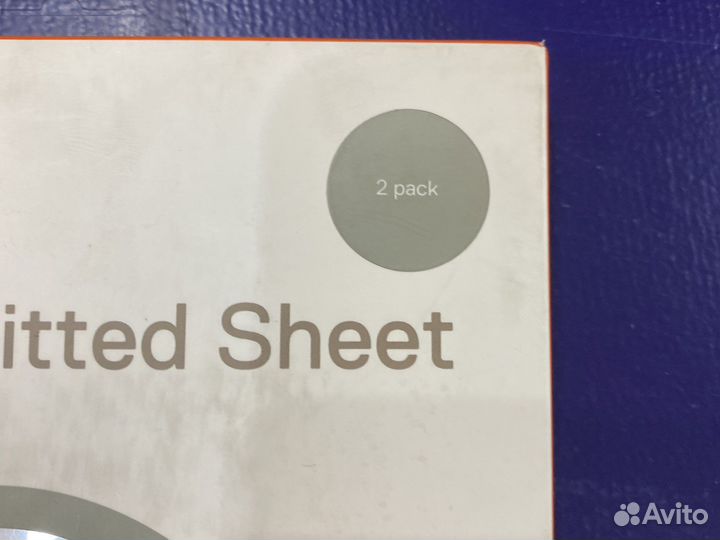 2 pack
itted Sheet
Avito